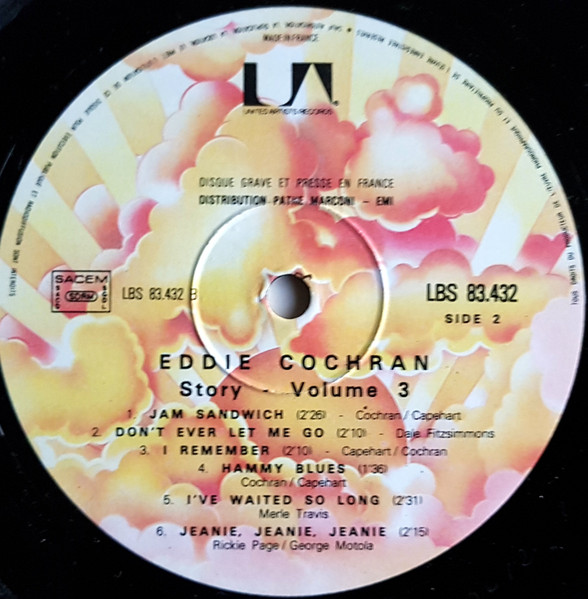 MADE IN FRANCE
UA
UNITED ARTISTS RECORDS
DISQUE GRAVE ET PRESSE EN FRANCE
DISTRIBUTION PATHE MARCONI - EMI
SACEM
SDRM
SACD
SGDL
LBS 83.432 B
LBS 83.432
SIDE 2
EDDIE COCHRAN
Story - Volume 3
1. JAM SANDWICH (2'26) - Cochran/Capehart
2. DON'T EVER LET ME GO (2'10) - Dale Fitzsimmons
3. I REMEMBER (2'10) - Capehart/Cochran
4. HAMMY BLUES (1'36)
Cochran/Capehart
5. I'VE WAITED SO LONG (2'31)
Merle Travis
6. JEANIE, JEANIE, JEANIE (2'15)
Rickie Page/George Motola